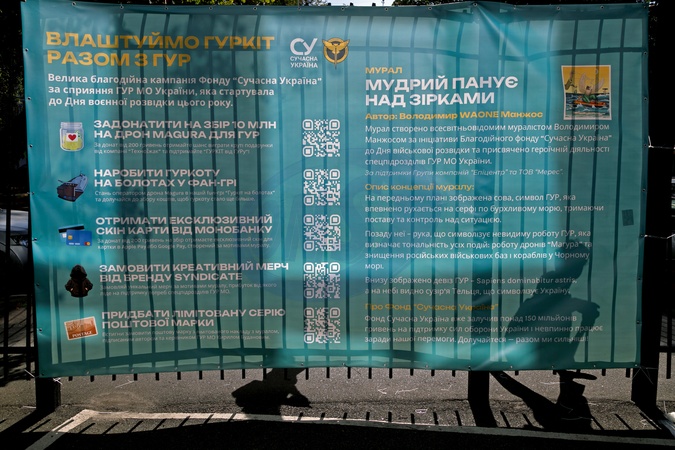 ВЛАШТУЙМО ГУРКІТ
РАЗОМ З ГУР
Велика благодійна кампанія Фонду "Сучасна Україна"
за сприяння ГУР МО України, яка стартувала
до Дня воєнної розвідки цього року.
СУ
СУЧАСНА
УКРАЇНА
ЗАДОНАТИТИ НА ЗБІР 10 МЛН
НА ДРОН MAGURA ДЛЯ ГУР
НАРОБИТИ ГУРКОТУ
НА БОЛОТАХ У ФАН-ГРІ
ОТРИМАТИ ЕКСКЛЮЗИВНИЙ
СКІН КАРТИ ВІД МОНОБАНКУ
ЗАМОВИТИ КРЕАТИВНИЙ МЕРЧ
ВІД БРЕНДУ SYNDICATE
ПРИДБАТИ ЛІМІТОВАНУ СЕРІЮ
ПОШТОВОЇ МАРКИ
МУРАЛ
МУДРИЙ ПАНУЄ
НАД ЗІРКАМИ
Автор: Володимир WAONE Манжос
Мурал створено всесвітньовідомим муралістом Володимиром
Манжосом за ініціативи Благодійного фонду "Сучасна Україна"
до Дня військової розвідки та присвячено героїчній діяльності
спецпідрозділів ГУР МО України.
За підтримки Групи компаній "Епіцентр" та ТОВ "Мерес"
Опис концепції муралу:
На передньому плані зображена сова, символ ГУР, яка
впевнено рухається на серфі по бурхливому морю, тримаючи
поставу та контроль над ситуацією.
Позаду неї - рука, що символізує невидиму роботу ГУР, яка
визначає тональність усіх подій: роботу дронів "Магура" та
знищення російських військових баз і кораблів у Чорному
морі.
Внизу зображено девіз ГУР - Sapiens dominabitur astris,
а на небі видно сузір'я Тельця, що символізує Україну.
Про Фонд "Сучасна Україна"
Фонд Сучасна Україна вже залучив понад 150 мільйонів
гривень на підтримку сил оборони України і невпинно працює
заради нашої перемоги. Долучайтеся - разом ми сильніші